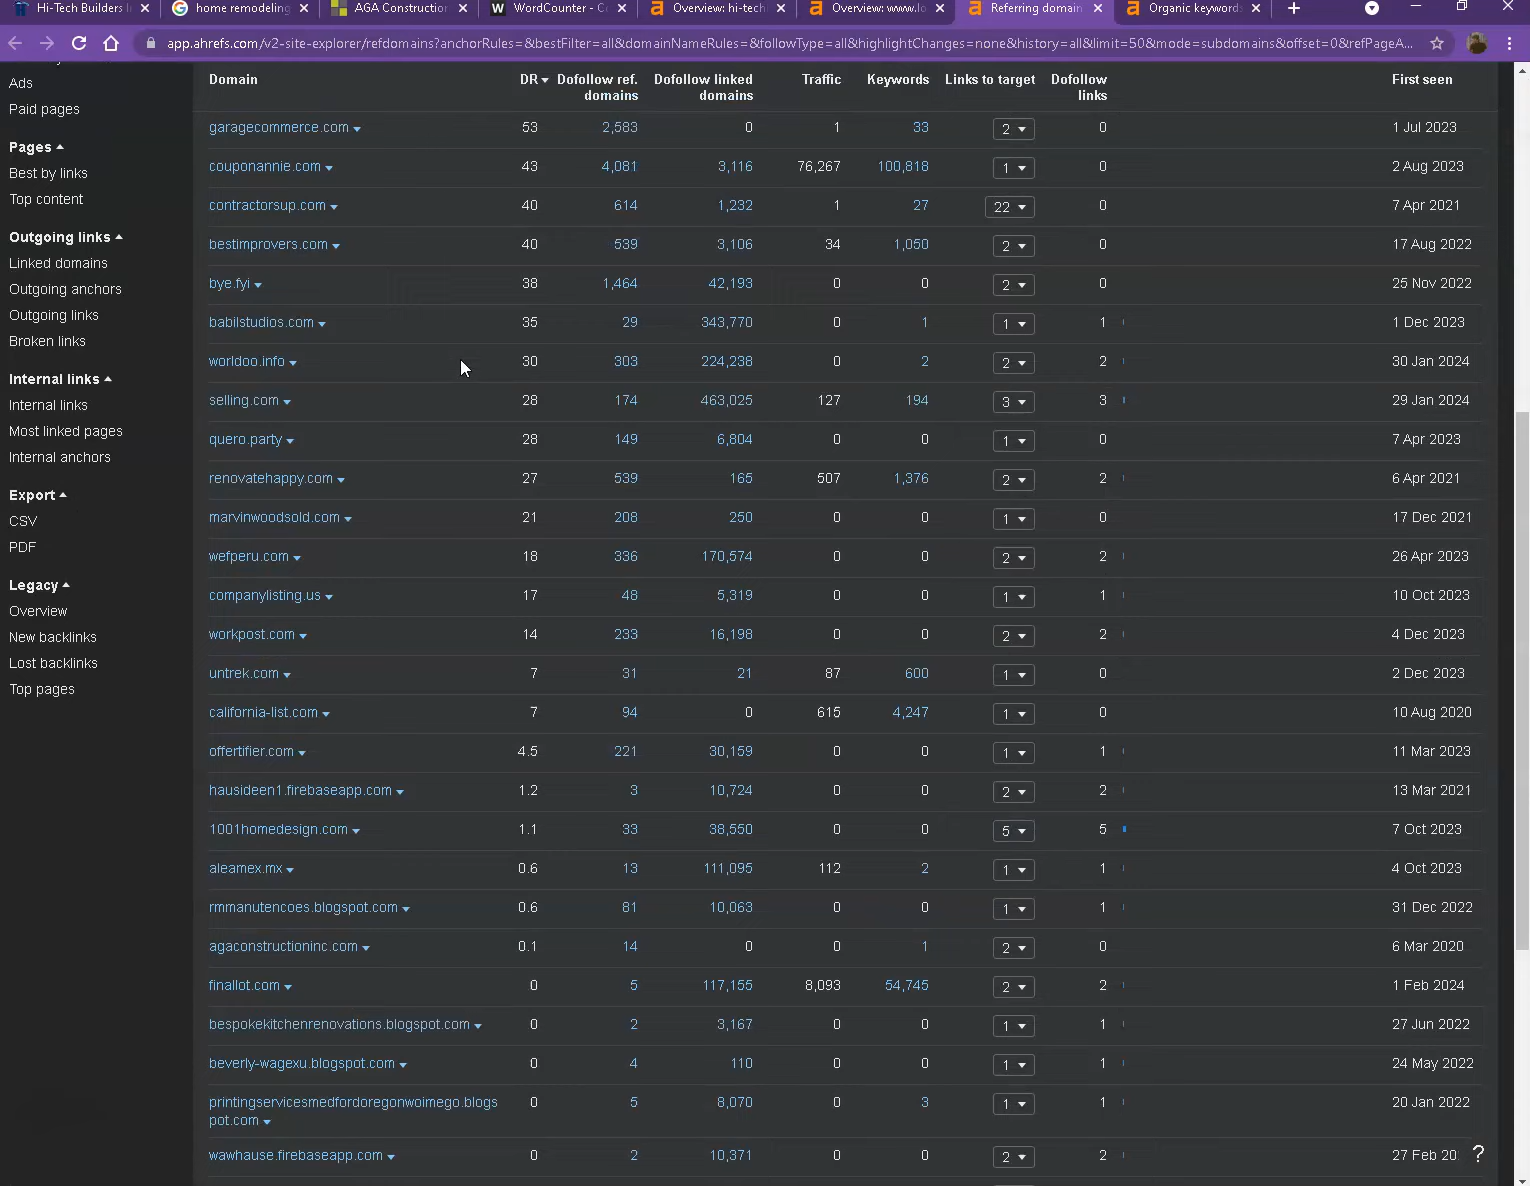 Hi-Tech Builders I
home remodeling
AGA Construction
WordCounter - C
Overview: hi-tech
Overview: www.lo
Referring domain
Organic keywords
app.ahrefs.com/v2-site-explorer/refdomains?anchorRules=&bestFilter=all&domainNameRules=&followType=all&highlightChanges=none&history=all&limit=50&mode=subdomains&offset=0&refPageA...
Ads
Paid pages
Pages
Best by links
Top content
Outgoing links
Linked domains
Outgoing anchors
Outgoing links
Broken links
Internal links
Internal links
Most linked pages
Internal anchors
Export
CSV
PDF
Legacy
Overview
New backlinks
Lost backlinks
Top pages
Domain DR Dofollow ref. domains Dofollow linked domains Traffic Keywords Links to target Dofollow links First seen
garagecommerce.com 53 2,583 0 1 33 2 0 1 Jul 2023
couponannie.com 43 4,081 3,116 76,267 100,818 1 0 2 Aug 2023
contractorsup.com 40 614 1,232 1 27 22 0 7 Apr 2021
bestimprovers.com 40 539 3,106 34 1,050 2 0 17 Aug 2022
bye.fyi 38 1,464 42,193 0 0 2 0 25 Nov 2022
babilstudios.com 35 29 343,770 0 1 1 1 1 Dec 2023
worldoo.info 30 303 224,238 0 2 2 2 30 Jan 2024
selling.com 28 174 463,025 127 194 3 3 29 Jan 2024
quero.party 28 149 6,804 0 0 1 0 7 Apr 2023
renovatehappy.com 27 539 165 507 1,376 2 2 6 Apr 2021
marvinwoodsold.com 21 208 250 0 0 1 0 17 Dec 2021
wefperu.com 18 336 170,574 0 0 2 2 26 Apr 2023
companylisting.us 17 48 5,319 0 0 1 1 10 Oct 2023
workpost.com 14 233 16,198 0 0 2 2 4 Dec 2023
untrek.com 7 31 21 87 600 1 0 2 Dec 2023
california-list.com 7 94 0 615 4,247 1 0 10 Aug 2020
offertifier.com 4.5 221 30,159 0 0 1 1 11 Mar 2023
hausideen1.firebaseapp.com 1.2 3 10,724 0 0 2 2 13 Mar 2021
1001homedesign.com 1.1 33 38,550 0 0 5 5 7 Oct 2023
aleamex.mx 0.6 13 111,095 112 2 1 1 4 Oct 2023
rmmanutencoes.blogspot.com 0.6 81 10,063 0 0 1 1 31 Dec 2022
agaconstructioninc.com 0.1 14 0 0 1 2 0 6 Mar 2020
finallot.com 0 5 117,155 8,093 54,745 2 2 1 Feb 2024
bespokekitchenrenovations.blogspot.com 0 2 3,167 0 0 1 1 27 Jun 2022
beverly-wagexu.blogspot.com 0 4 110 0 0 1 1 24 May 2022
printingservicesmedfordoregonwoimego.blogs 0 5 8,070 0 3 1 1 20 Jan 2022
pot.com
wawhause.firebaseapp.com 0 2 10,371 0 0 2 2 27 Feb 20
?